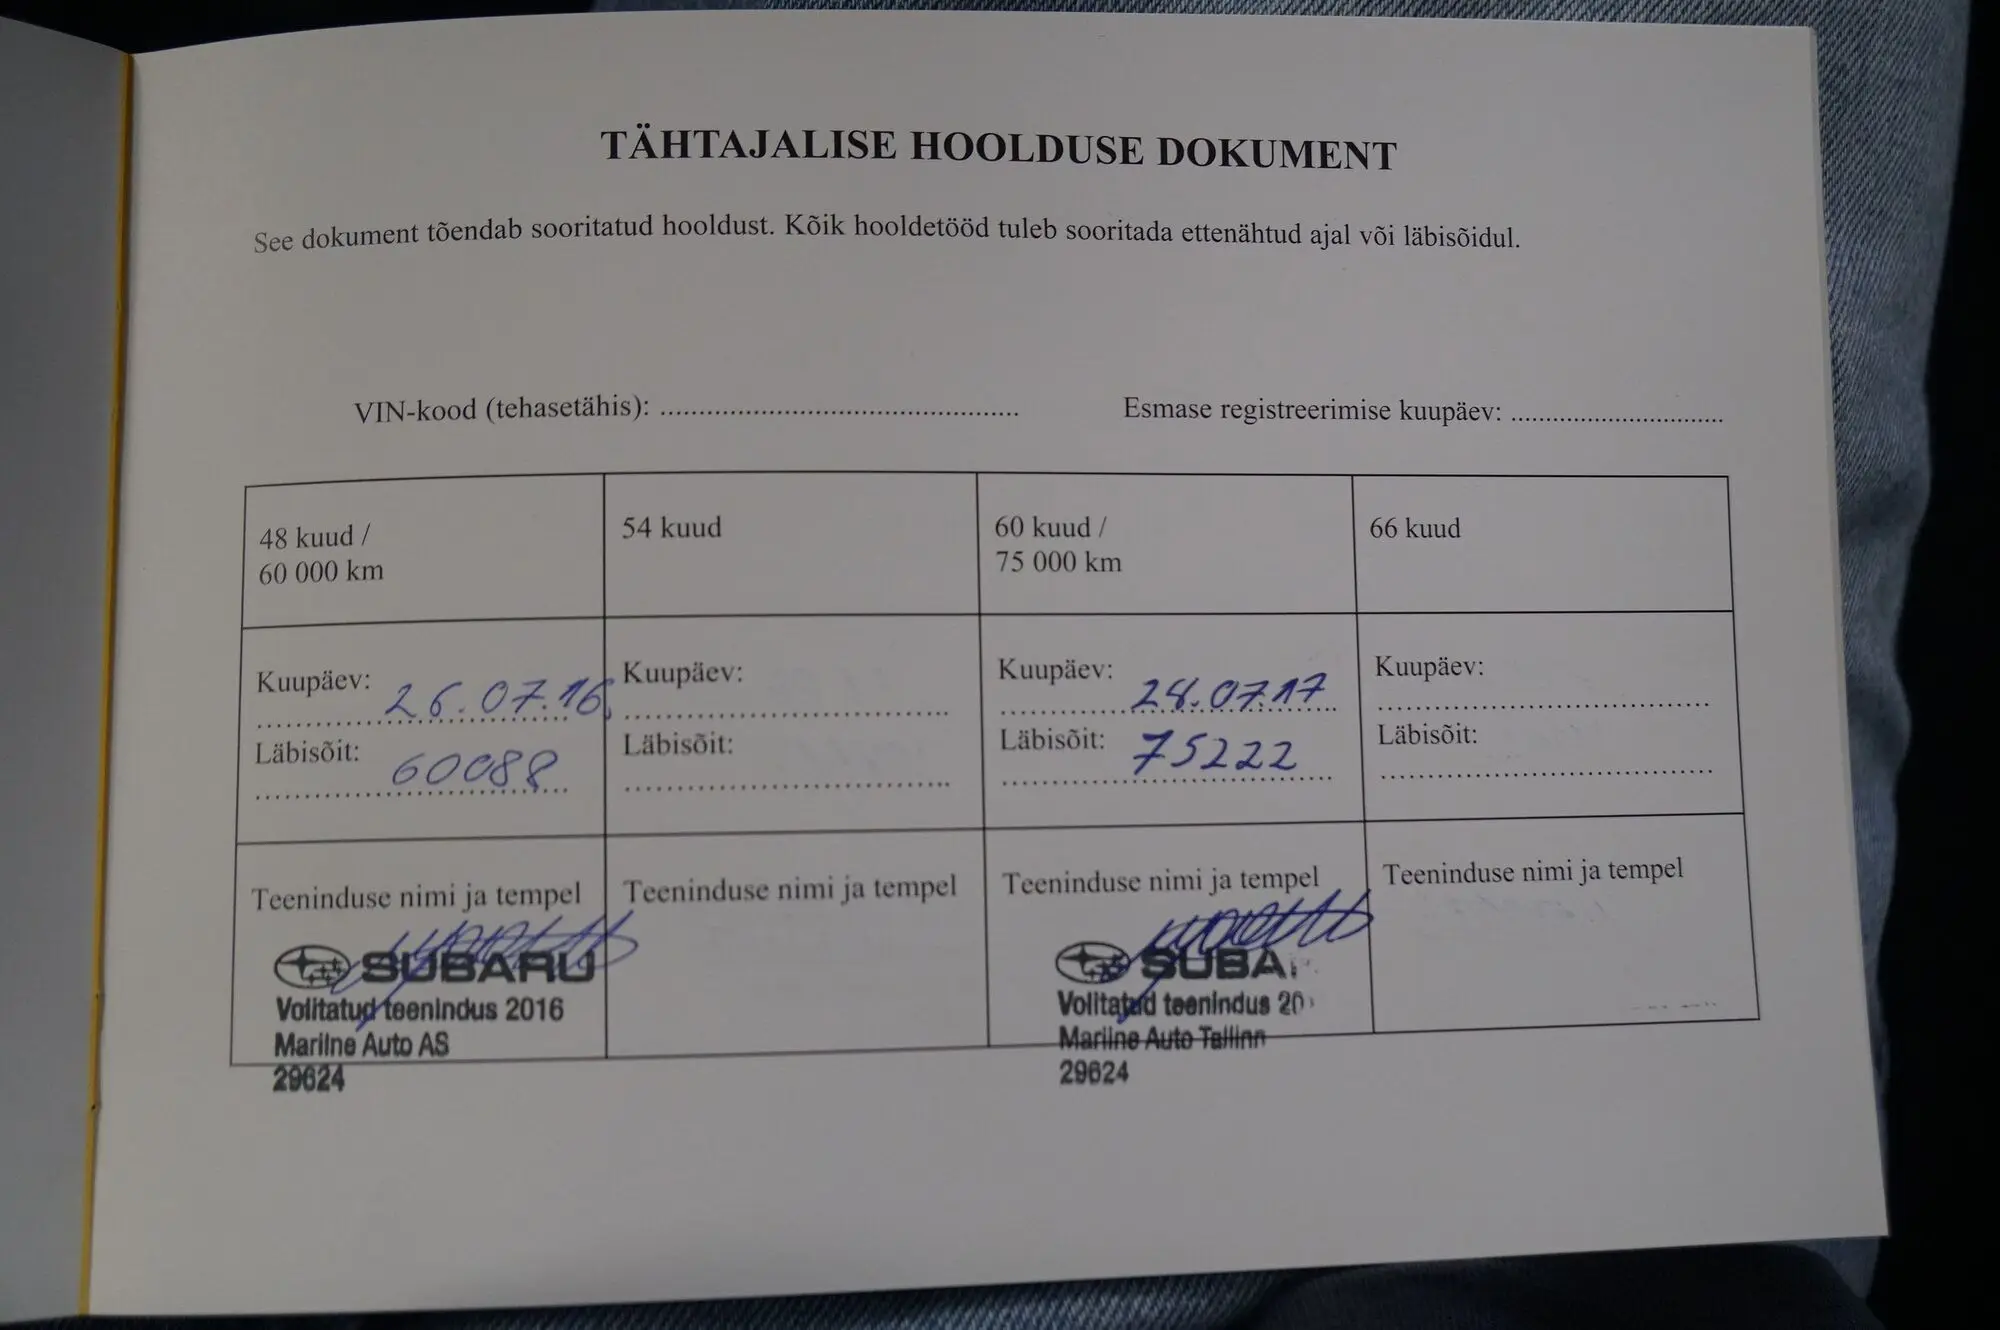 TÄHTAJALISE HOOLDUSE DOKUMENT
See dokument tõendab sooritatud hooldust. Kõik hooldetööd tuleb sooritada ettenähtud ajal või läbisõidul.
VIN-kood (tehasetähis): ............................................. Esmase registreerimise kuupäev: ..............................
48 kuud /
60 000 km
54 kuud
60 kuud /
75 000 km
66 kuud
Kuupäev: 26.07.16
Läbisõit: 60088
Kuupäev:
Läbisõit:
Kuupäev: 28.07.17
Läbisõit: 75222
Kuupäev:
Läbisõit:
Teeninduse nimi ja tempel
SUBARU
Volitatud teenindus 2016
Mariine Auto AS
29624
Teeninduse nimi ja tempel
Teeninduse nimi ja tempel
SUBA
Volitatud teenindus 20
Mariine Auto Tallinn
29624
Teeninduse nimi ja tempel